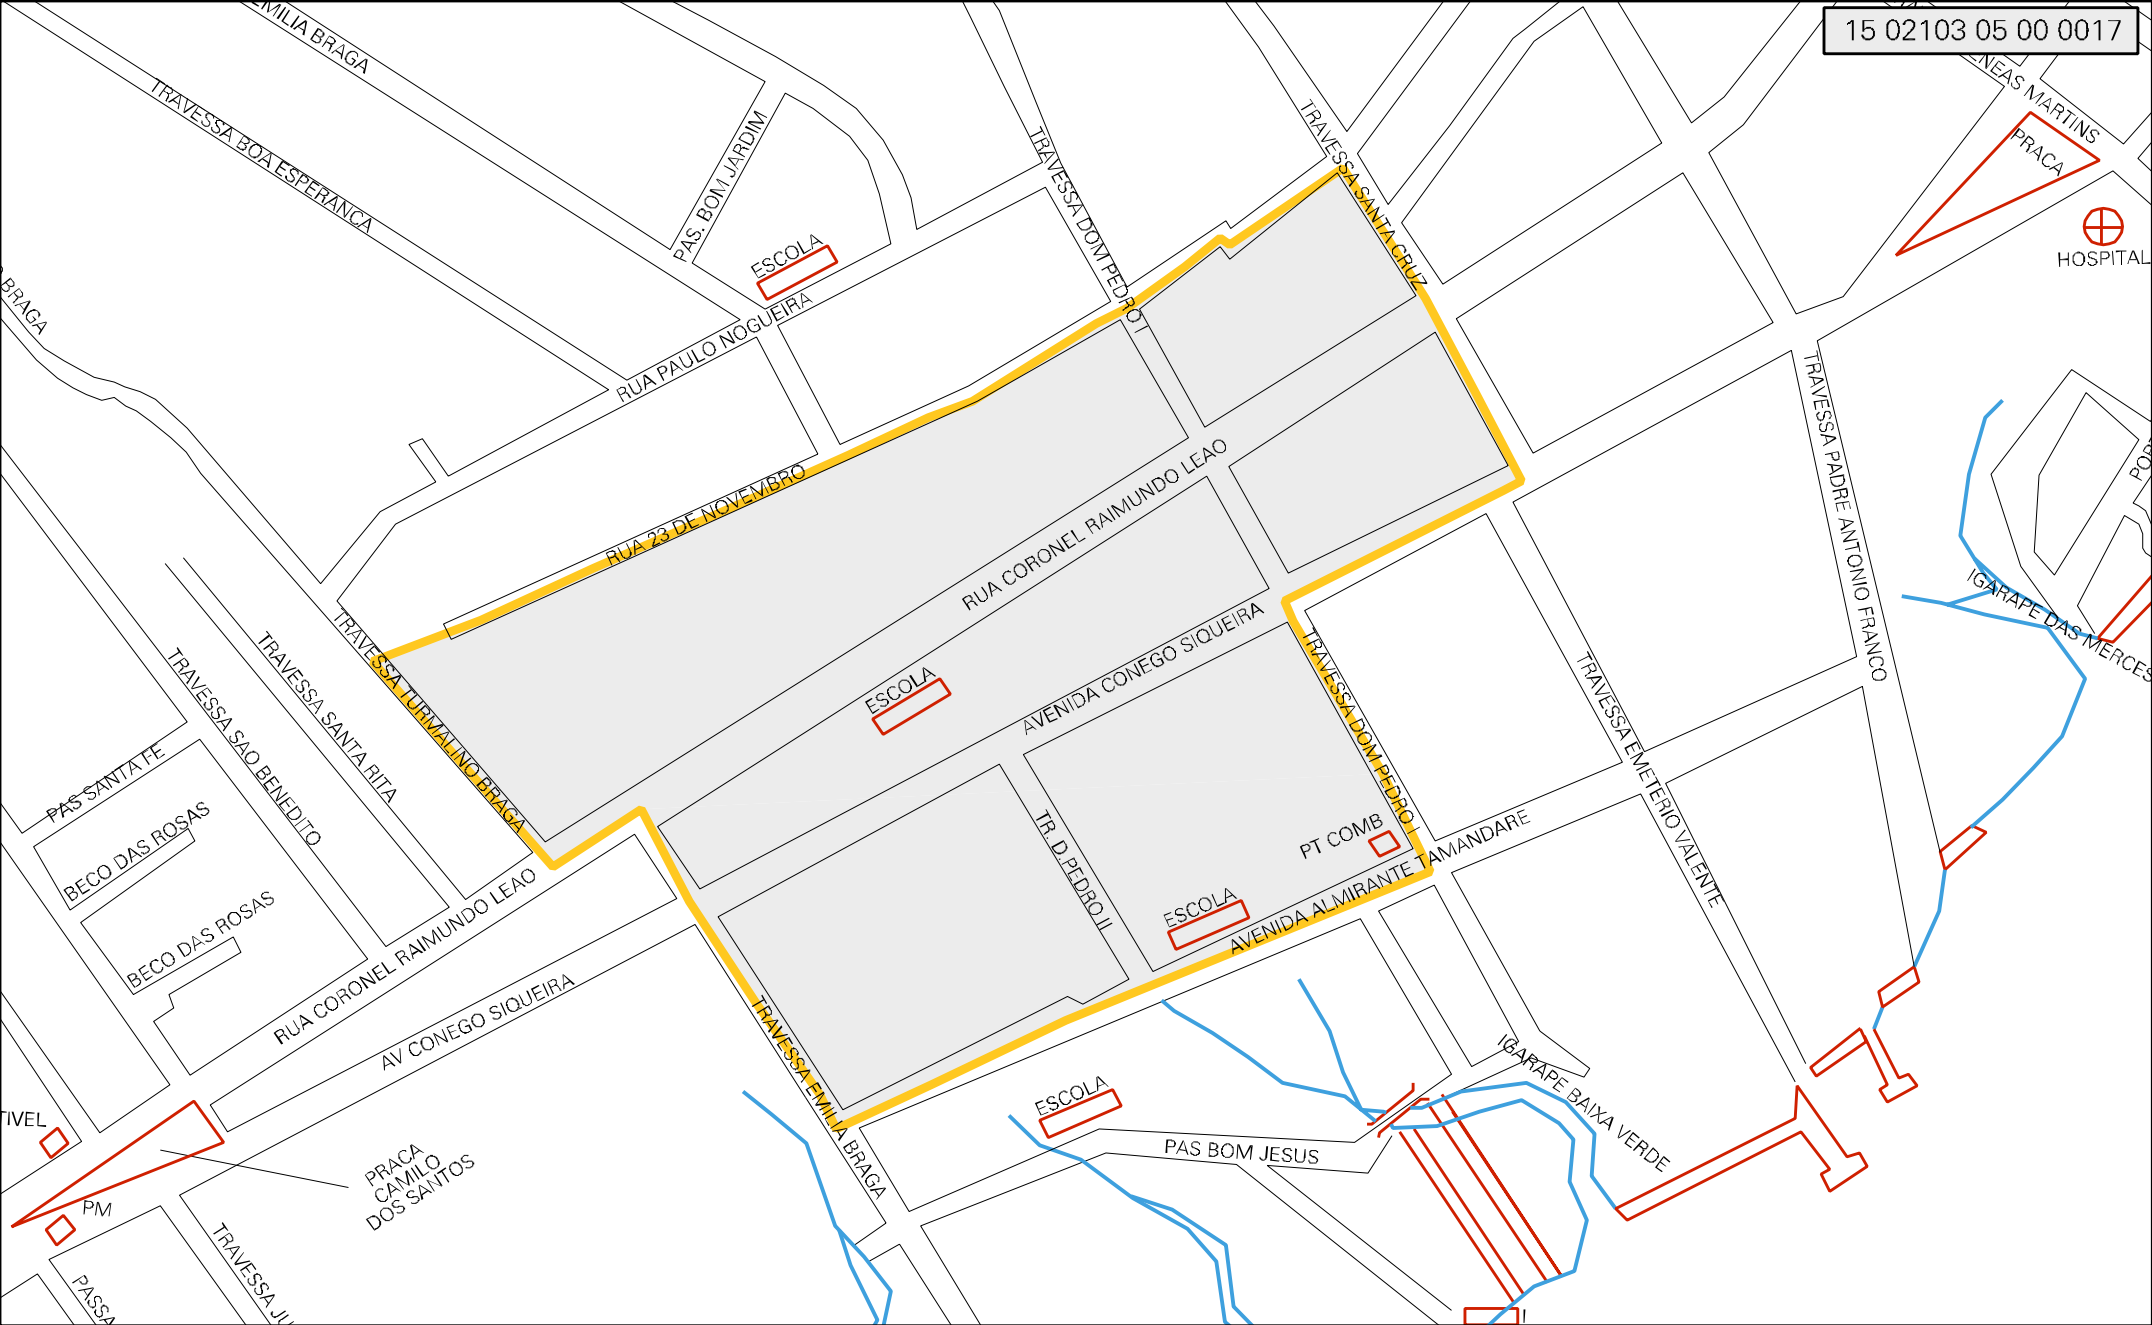 15 02103 05 00 0017
EMILIA BRAGA
TRAVESSA BOA ESPERANCA
PAS. BOM JARDIM
TRAVESSA DOM PEDRO I
TRAVESSA SANTA CRUZ
ENEAS MARTINS
PRACA
HOSPITAL
ESCOLA
RUA PAULO NOGUEIRA
BRAGA
RUA 23 DE NOVEMBRO
RUA CORONEL RAIMUNDO LEAO
TRAVESSA PADRE ANTONIO FRANCO
IGARAPE DAS MERCES
TRAVESSA TURMALINO BRAGA
TRAVESSA SANTA RITA
TRAVESSA SAO BENEDITO
PAS SANTA FE
BECO DAS ROSAS
BECO DAS ROSAS
ESCOLA
AVENIDA CONEGO SIQUEIRA
TRAVESSA DOM PEDRO I
TRAVESSA EMETERIO VALENTE
TR. D.PEDRO II
PT COMB
ESCOLA
AVENIDA ALMIRANTE TAMANDARE
RUA CORONEL RAIMUNDO LEAO
AV CONEGO SIQUEIRA
TRAVESSA EMILIA BRAGA
ESCOLA
PAS BOM JESUS
IGARAPE BAIXA VERDE
TIVEL
PRACA
CAMILO
DOS SANTOS
PM
TRAVESSA JU
PASSA